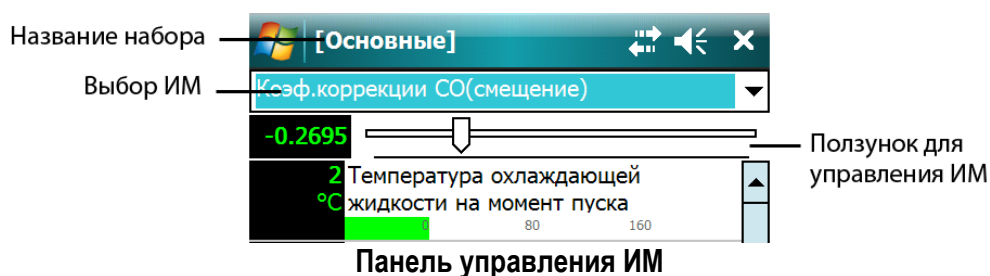 Название набора
[Основные]
Выбор ИМ
Коэф.коррекции СО(смещение)
-0.2695
Ползунок для
управления ИМ
2 Температура охлаждающей
°C жидкости на момент пуска
0 80 160
Панель управления ИМ